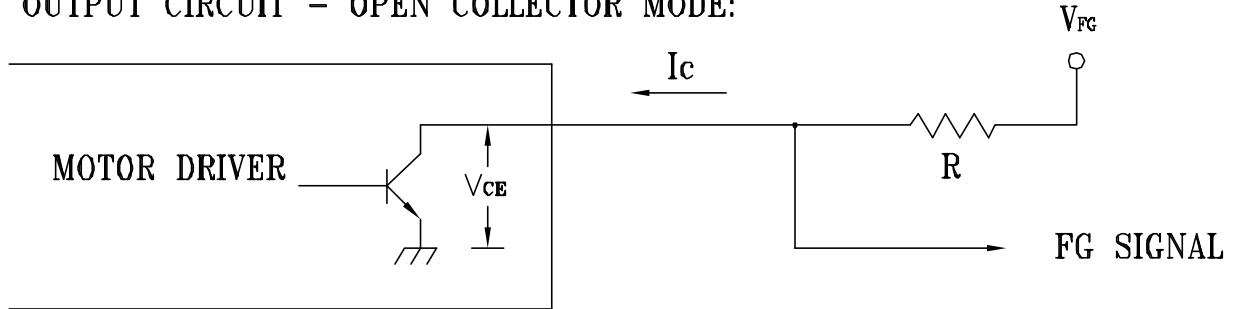 OUTPUT CIRCUIT – OPEN COLLECTOR MODE:
VFG
Ic
MOTOR DRIVER
VCE
R
FG SIGNAL